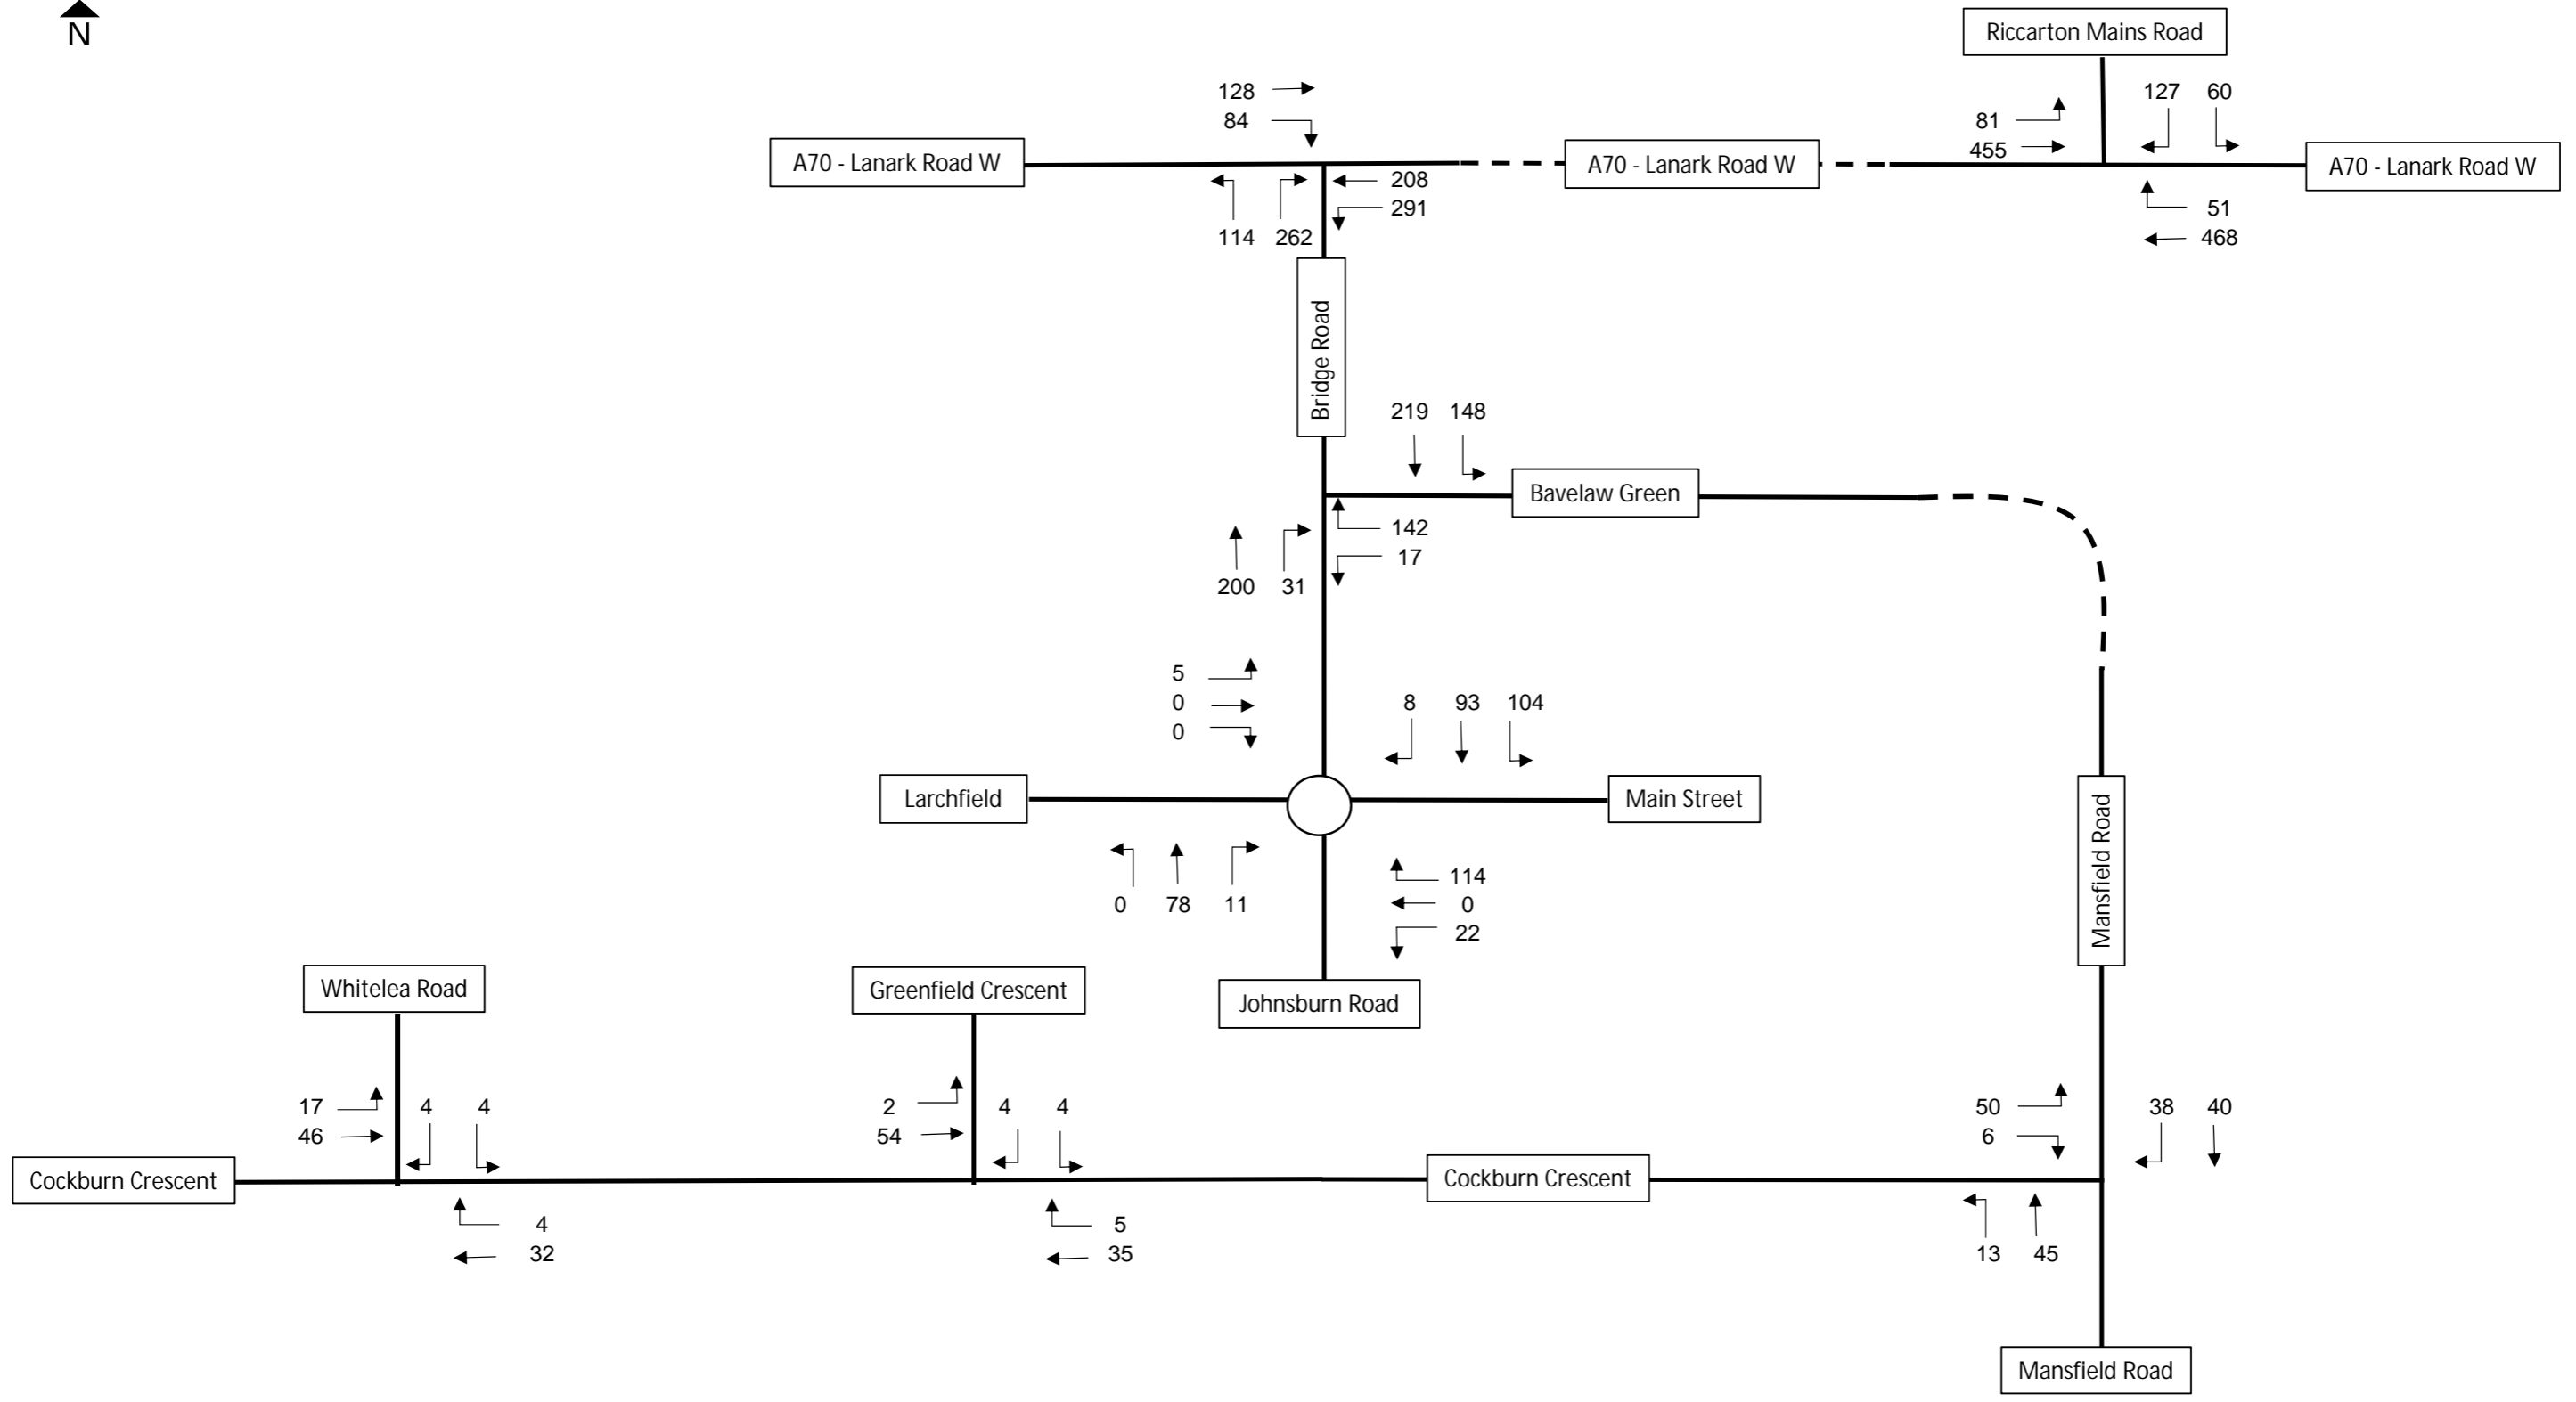 N
Riccarton Mains Road
128
84
127 60
81
455
A70 - Lanark Road W
A70 - Lanark Road W
A70 - Lanark Road W
208
291
114 262
51
468
Bridge Road
219 148
Bavelaw Green
142
17
200 31
5
0
0
8 93 104
Larchfield
Main Street
Mansfield Road
0 78 11
114
0
22
Whitelea Road
Greenfield Crescent
Johnsburn Road
17
46
4 4
2
54
4 4
50
6
38 40
Cockburn Crescent
Cockburn Crescent
4
32
5
35
13 45
Mansfield Road